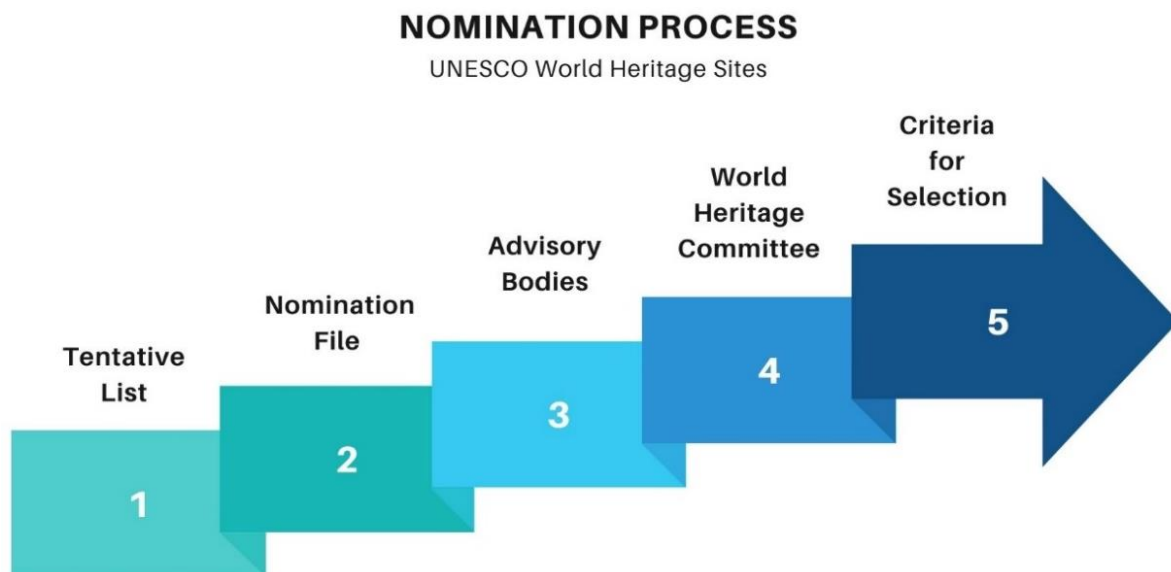 NOMINATION PROCESS
UNESCO World Heritage Sites
Tentative
List
1
Nomination
File
2
Advisory
Bodies
3
World
Heritage
Committee
4
Criteria
for
Selection
5